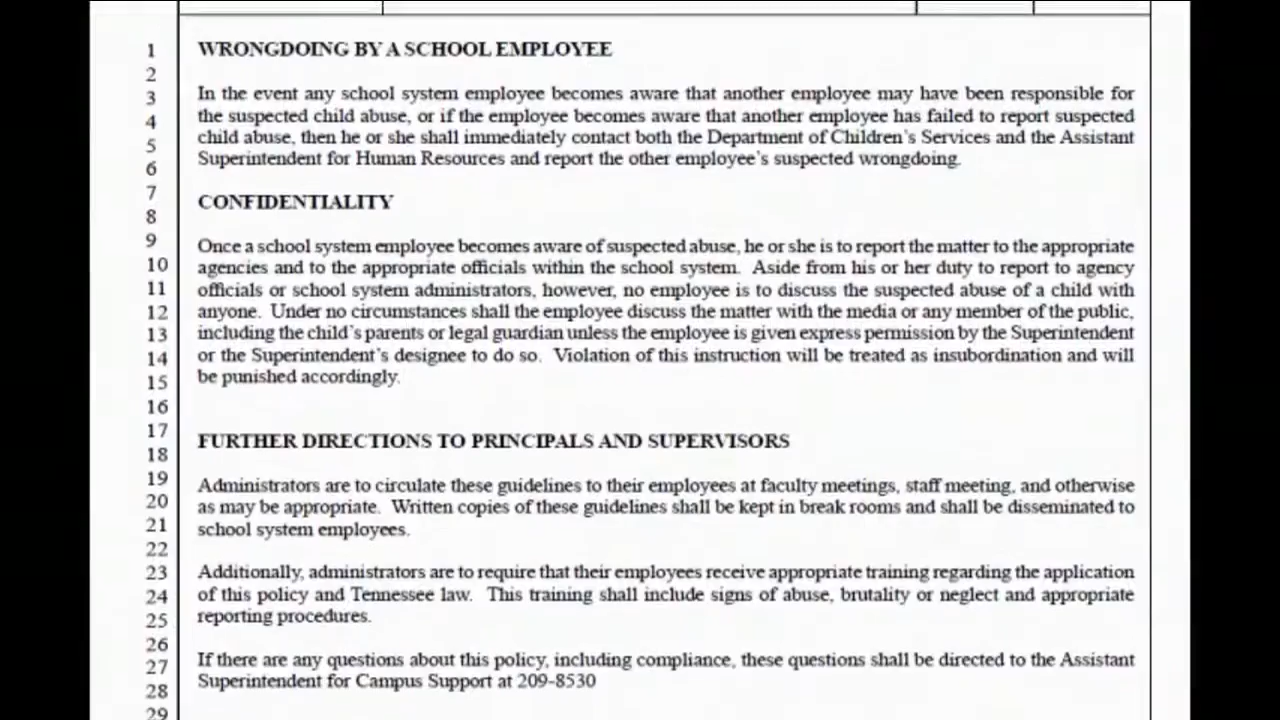 1 WRONGDOING BY A SCHOOL EMPLOYEE
2
3 In the event any school system employee becomes aware that another employee may have been responsible for
4 the suspected child abuse, or if the employee becomes aware that another employee has failed to report suspected
5 child abuse, then he or she shall immediately contact both the Department of Children's Services and the Assistant
6 Superintendent for Human Resources and report the other employee's suspected wrongdoing.
7 CONFIDENTIALITY
8
9 Once a school system employee becomes aware of suspected abuse, he or she is to report the matter to the appropriate
10 agencies and to the appropriate officials within the school system. Aside from his or her duty to report to agency
11 officials or school system administrators, however, no employee is to discuss the suspected abuse of a child with
12 anyone. Under no circumstances shall the employee discuss the matter with the media or any member of the public,
13 including the child's parents or legal guardian unless the employee is given express permission by the Superintendent
14 or the Superintendent's designee to do so. Violation of this instruction will be treated as insubordination and will
15 be punished accordingly.
16
17 FURTHER DIRECTIONS TO PRINCIPALS AND SUPERVISORS
18
19 Administrators are to circulate these guidelines to their employees at faculty meetings, staff meeting, and otherwise
20 as may be appropriate. Written copies of these guidelines shall be kept in break rooms and shall be disseminated to
21 school system employees.
22
23 Additionally, administrators are to require that their employees receive appropriate training regarding the application
24 of this policy and Tennessee law. This training shall include signs of abuse, brutality or neglect and appropriate
25 reporting procedures.
26
27 If there are any questions about this policy, including compliance, these questions shall be directed to the Assistant
28 Superintendent for Campus Support at 209-8530
29